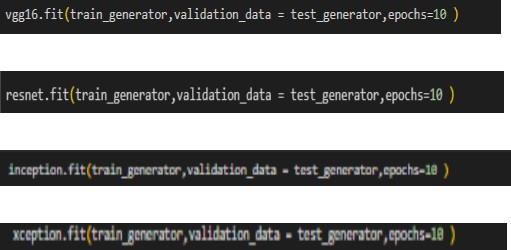 vgg16.fit(train_generator,validation_data = test_generator,epochs=10 )
resnet.fit(train_generator,validation_data = test_generator,epochs=10 )
inception.fit(train_generator,validation_data = test_generator,epochs=10 )
xception.fit(train_generator,validation_data = test_generator,epochs=10 )